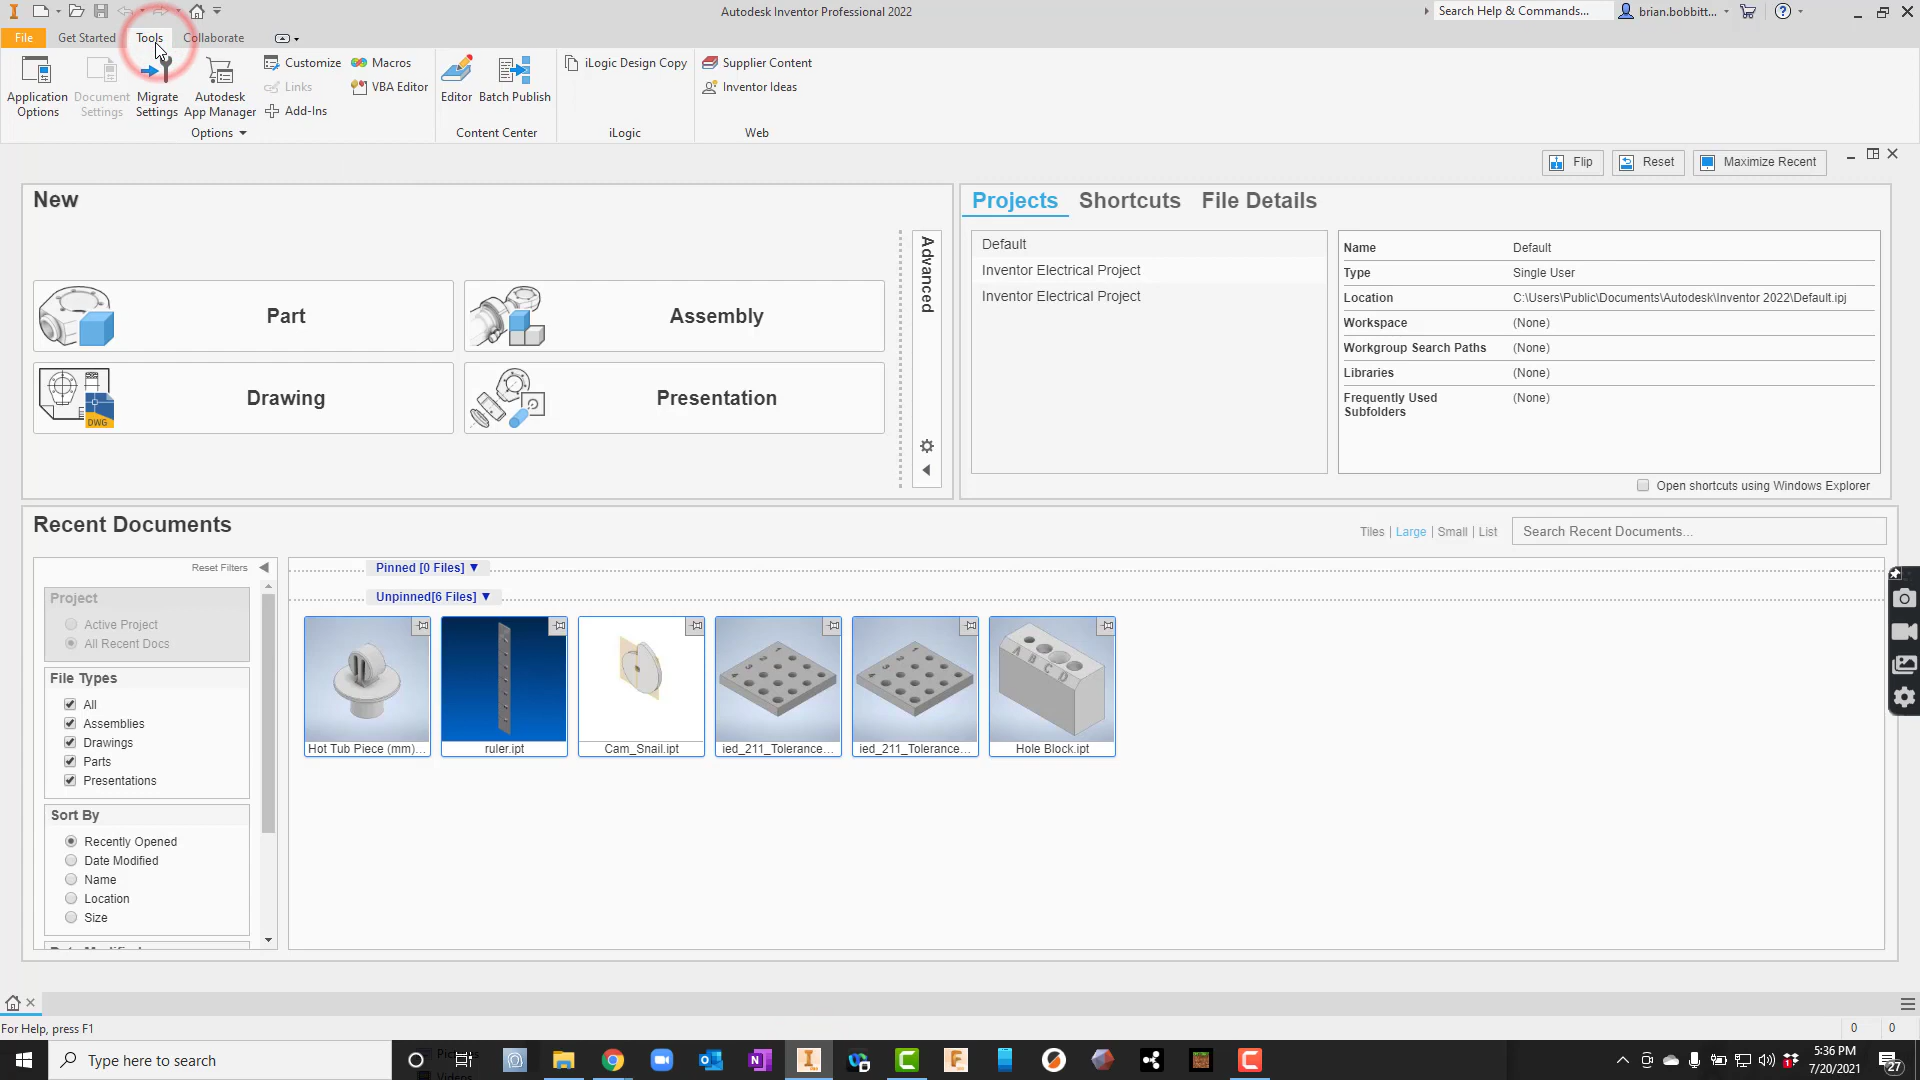 Autodesk Inventor Professional 2022
Search Help & Commands...
brian.bobbitt...
File
Get Started
Tools
Collaborate
Application Options
Document Settings
Migrate Settings
Autodesk App Manager
Customize
Links
Add-Ins
Macros
VBA Editor
Options
Editor
Batch Publish
Content Center
iLogic Design Copy
iLogic
Supplier Content
Inventor Ideas
Web
Flip
Reset
Maximize Recent
New
Part
Assembly
Drawing
DWG
Presentation
Advanced
Projects
Shortcuts
File Details
Default
Inventor Electrical Project
Inventor Electrical Project
Name Default
Type Single User
Location C:\Users\Public\Documents\Autodesk\Inventor 2022\Default.ipj
Workspace (None)
Workgroup Search Paths (None)
Libraries (None)
Frequently Used Subfolders (None)
Open shortcuts using Windows Explorer
Recent Documents
Tiles | Large | Small | List
Search Recent Documents...
Reset Filters
Project
Active Project
All Recent Docs
File Types
All
Assemblies
Drawings
Parts
Presentations
Sort By
Recently Opened
Date Modified
Name
Location
Size
Pinned [0 Files] ▼
Unpinned[6 Files] ▼
Hot Tub Piece (mm)...
ruler.ipt
Cam_Snail.ipt
ied_211_Tolerance...
ied_211_Tolerance...
A B C D
Hole Block.ipt
For Help, press F1
0 0
Type here to search
5:36 PM
7/20/2021
27